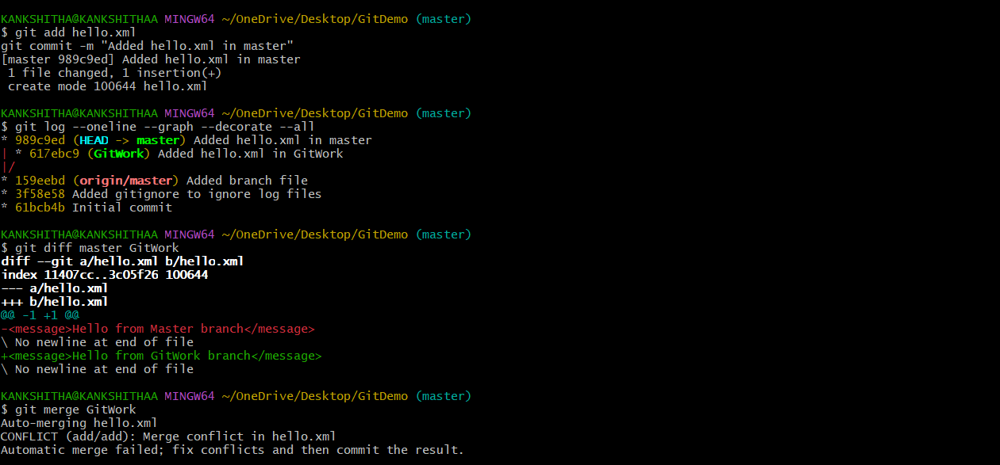 KANKSHITHA@KANKSHITHAA MINGW64 ~/OneDrive/Desktop/GitDemo (master)
$ git add hello.xml
git commit -m "Added hello.xml in master"
[master 989c9ed] Added hello.xml in master
 1 file changed, 1 insertion(+)
 create mode 100644 hello.xml

KANKSHITHA@KANKSHITHAA MINGW64 ~/OneDrive/Desktop/GitDemo (master)
$ git log --oneline --graph --decorate --all
* 989c9ed (HEAD -> master) Added hello.xml in master
| * 617ebc9 (GitWork) Added hello.xml in GitWork
|/
* 159eebd (origin/master) Added branch file
* 3f58e58 Added gitignore to ignore log files
* 61bcb4b Initial commit

KANKSHITHA@KANKSHITHAA MINGW64 ~/OneDrive/Desktop/GitDemo (master)
$ git diff master GitWork
diff --git a/hello.xml b/hello.xml
index 11407cc..3c05f26 100644
--- a/hello.xml
+++ b/hello.xml
@@ -1 +1 @@
-<message>Hello from Master branch</message>
\ No newline at end of file
+<message>Hello from GitWork branch</message>
\ No newline at end of file

KANKSHITHA@KANKSHITHAA MINGW64 ~/OneDrive/Desktop/GitDemo (master)
$ git merge GitWork
Auto-merging hello.xml
CONFLICT (add/add): Merge conflict in hello.xml
Automatic merge failed; fix conflicts and then commit the result.